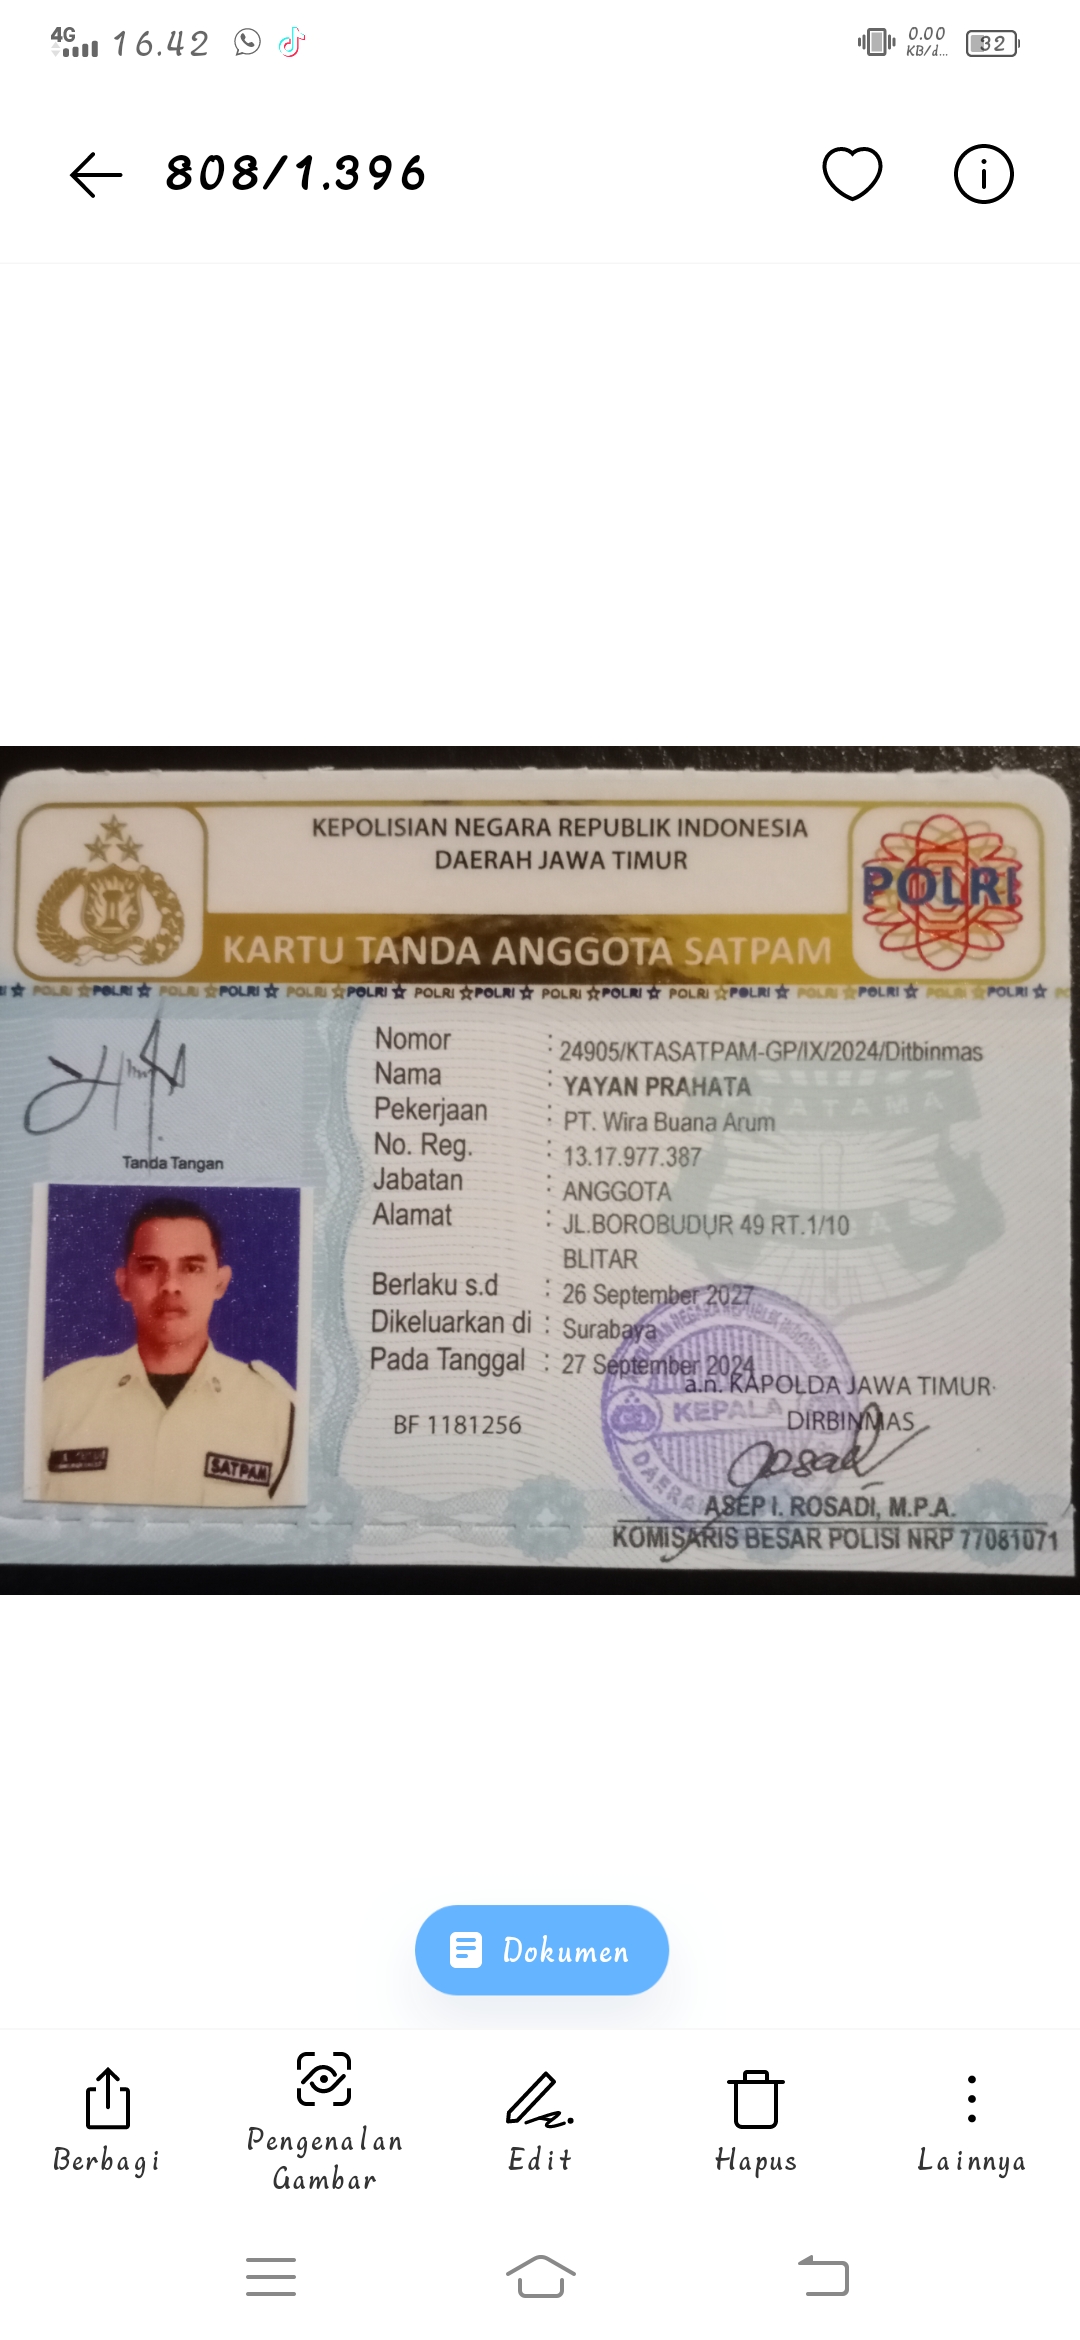 4G 16.42 0.00 KB/d... 32
808/1.396
KEPOLISIAN NEGARA REPUBLIK INDONESIA
DAERAH JAWA TIMUR
POLRI
KARTU TANDA ANGGOTA SATPAM
POLRI POLRI POLRI POLRI POLRI POLRI POLRI POLRI POLRI POLRI POLRI POLRI POLRI POLRI POLRI POLRI
Nomor : 24905/KTASATPAM-GP/IX/2024/Ditbinmas
Nama : YAYAN PRAHATA
Pekerjaan : PT. Wira Buana Arum
No. Reg. : 13.17.977.387
Jabatan : ANGGOTA
Alamat : JL.BOROBUDUR 49 RT.1/10
BLITAR
Berlaku s.d : 26 September 2027
Dikeluarkan di : Surabaya
Pada Tanggal : 27 September 2024
Tanda Tangan
SATPAM
BF 1181256
a.n. KAPOLDA JAWA TIMUR
DIRBINMAS
KEPALA
ASEP I. ROSADI, M.P.A.
KOMISARIS BESAR POLISI NRP 77081071
Dokumen
Berbagi
Pengenalan
Gambar
Edit
Hapus
Lainnya